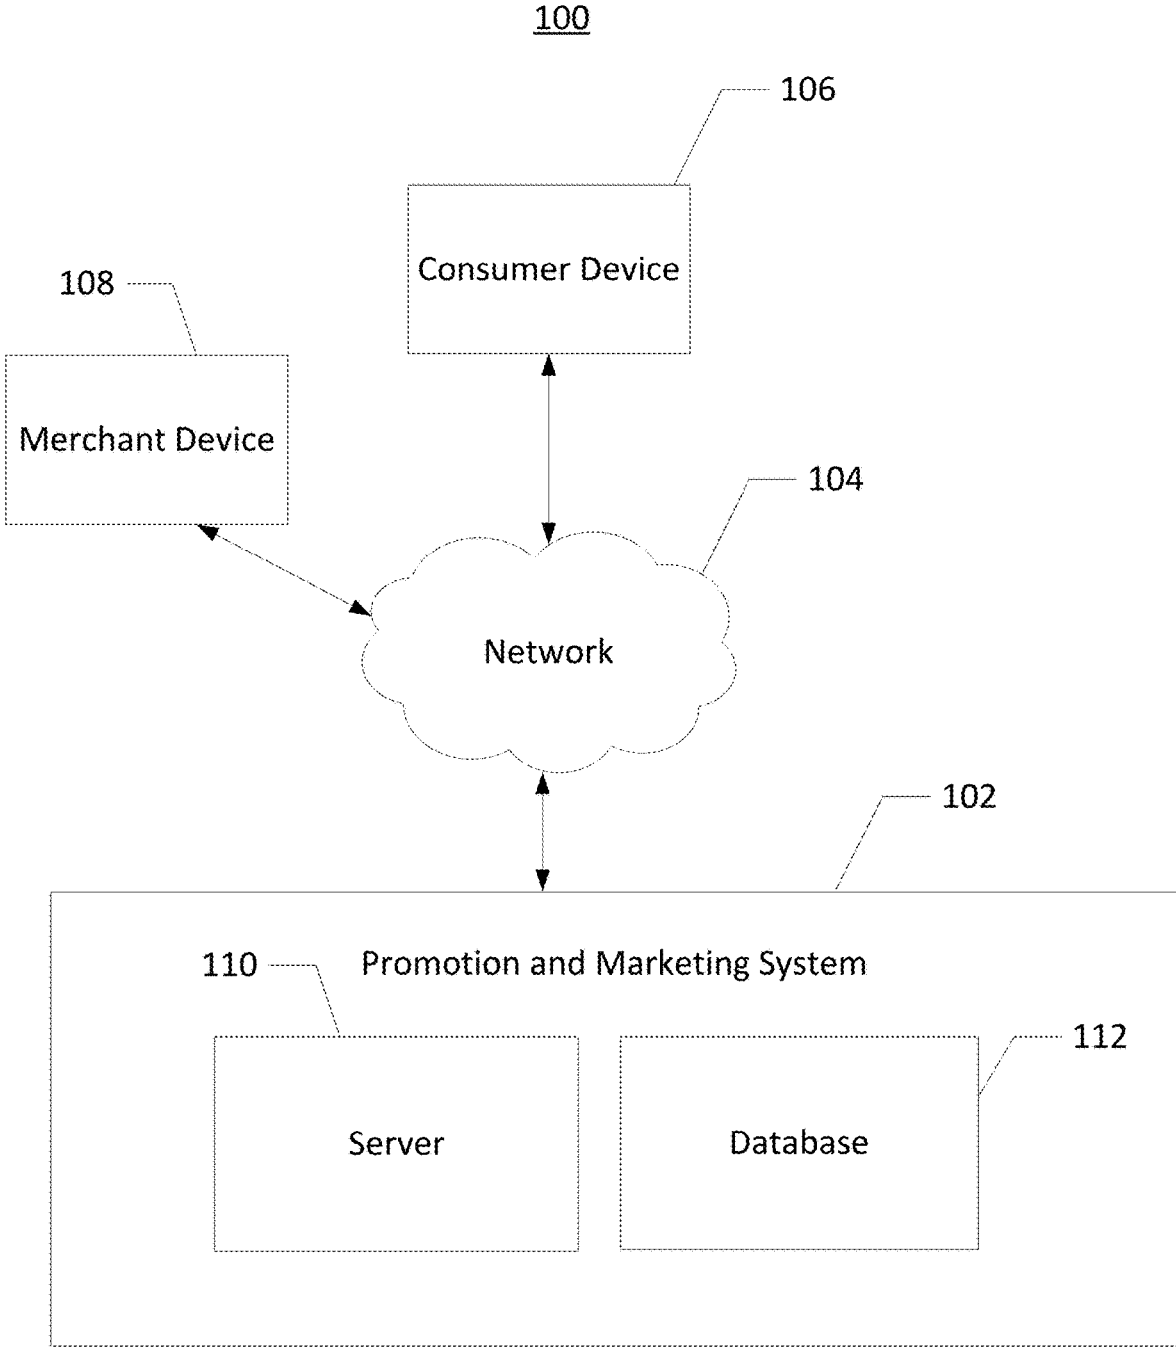 100
106
Consumer Device
108
Merchant Device
104
Network
102
110
Promotion and Marketing System
112
Server
Database